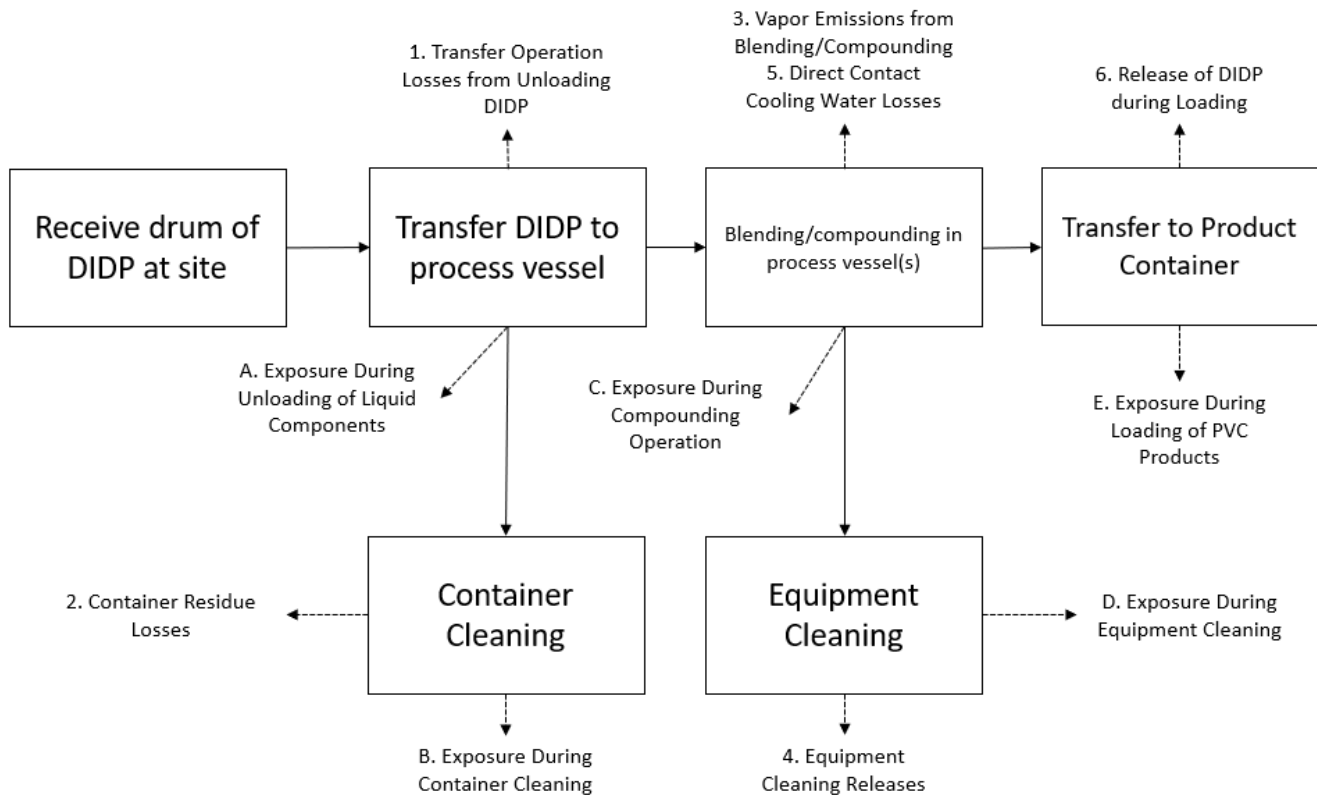 1. Transfer Operation
Losses from Unloading
DIDP
3. Vapor Emissions from
Blending/Compounding
5. Direct Contact
Cooling Water Losses
6. Release of DIDP
during Loading
Receive drum of
DIDP at site
Transfer DIDP to
process vessel
Blending/compounding in
process vessel(s)
Transfer to Product
Container
A. Exposure During
Unloading of Liquid
Components
C. Exposure During
Compounding
Operation
E. Exposure During
Loading of PVC
Products
2. Container Residue
Losses
Container
Cleaning
Equipment
Cleaning
D. Exposure During
Equipment Cleaning
B. Exposure During
Container Cleaning
4. Equipment
Cleaning Releases